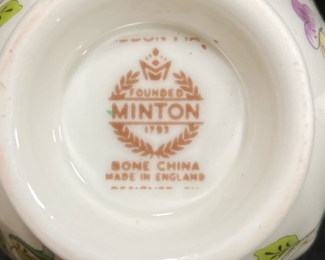 FOUNDED
MINTON
1793
BONE CHINA
MADE IN ENGLAND